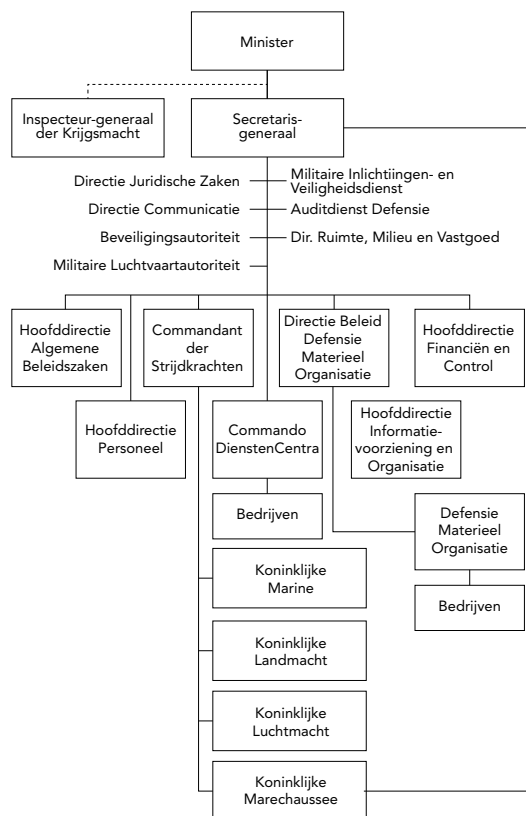 Minister
Inspecteur-generaal
der Krijgsmacht
Secretaris-
generaal
Directie Juridische Zaken
Militaire Inlichtiingen- en
Veiligheidsdienst
Directie Communicatie
Auditdienst Defensie
Beveiligingsautoriteit
Dir. Ruimte, Milieu en Vastgoed
Militaire Luchtvaartautoriteit
Hoofddirectie
Algemene
Beleidszaken
Commandant
der
Strijdkrachten
Directie Beleid
Defensie
Materieel
Organisatie
Hoofddirectie
Financiën en
Control
Hoofddirectie
Personeel
Commando
DienstenCentra
Hoofddirectie
Informatie-
voorziening en
Organisatie
Bedrijven
Defensie
Materieel
Organisatie
Koninklijke
Marine
Bedrijven
Koninklijke
Landmacht
Koninklijke
Luchtmacht
Koninklijke
Marechaussee